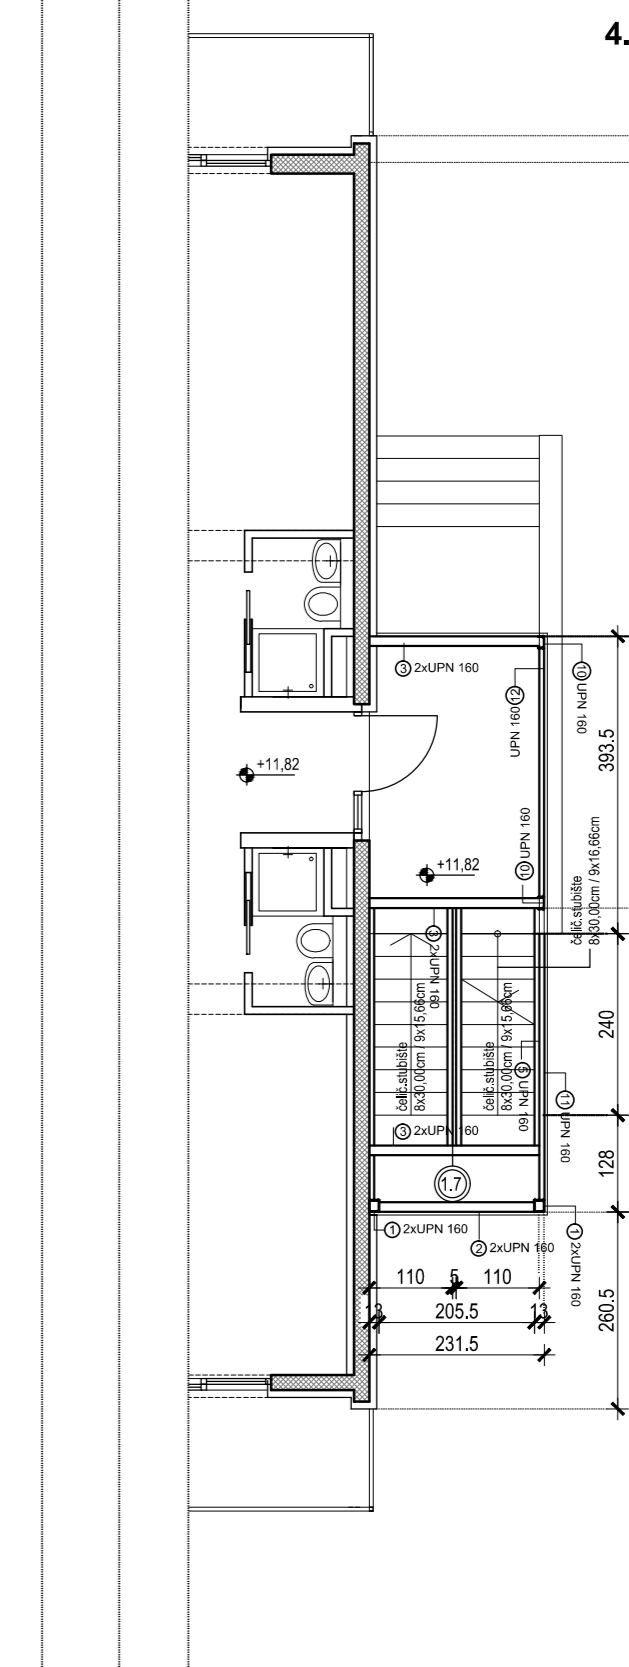 4.
3 2xUPN 160
10 UPN 160
UPN 160 12
393.5
+11,82
10 UPN 160
+11,82
čelič.stubište
8x30,00cm / 9x16,66cm
3 2xUPN 160
čelič.stubište
8x30,00cm / 9x15,66cm
čelič.stubište
8x30,00cm / 9x15,66cm
5 UPN 160
240
11 UPN 160
3 2xUPN 160
128
1.7
1 2xUPN 160
2 2xUPN 160
1 2xUPN 160
110 5 110
13 205.5 13
260.5
231.5